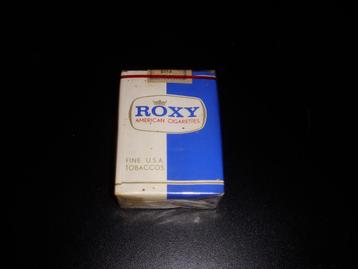 ROXY
AMERICAN CIGARETTES
FINE U.S.A
TOBACCOS